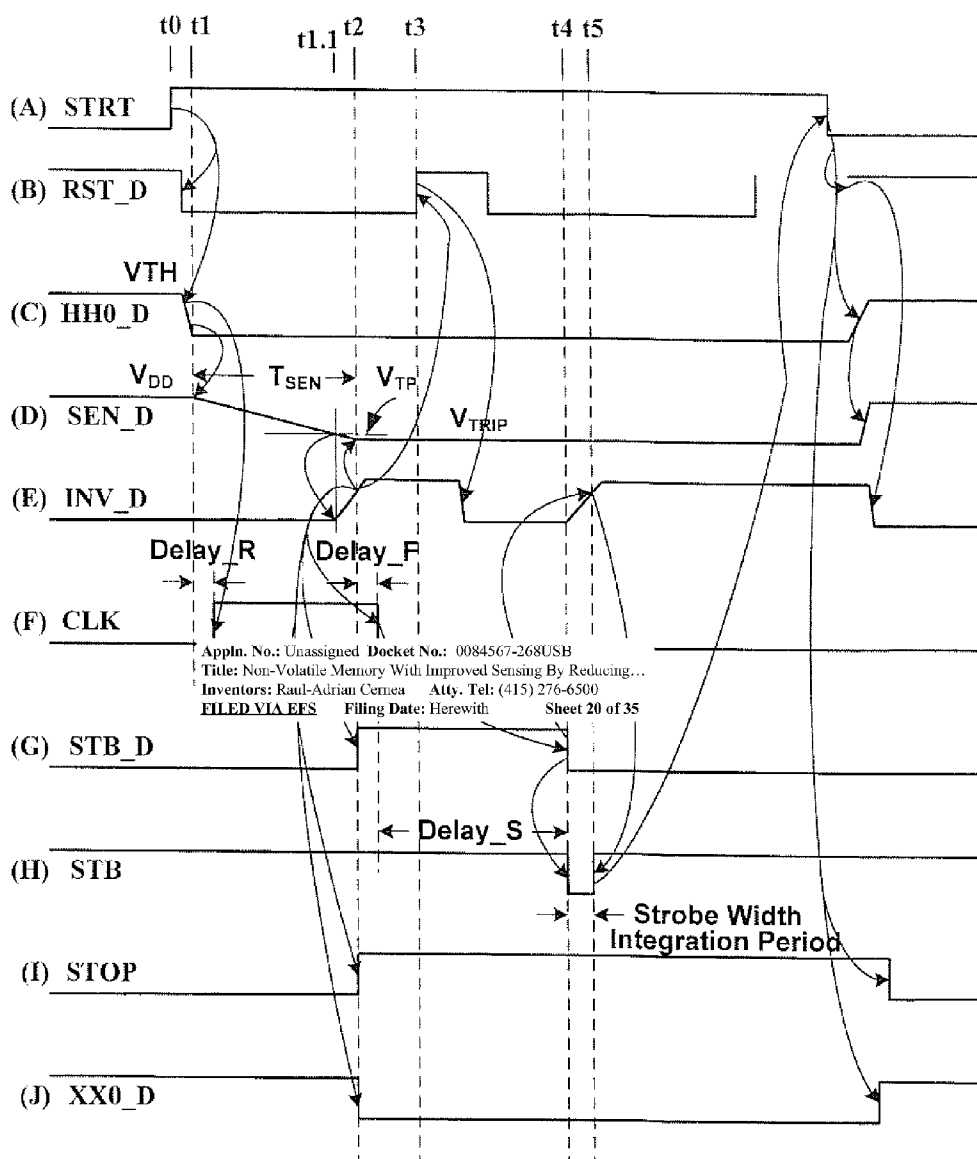 t0 t1 t1.1 t2 t3 t4 t5
(A) STRT
(B) RST_D
VTH
(C) HH0_D
VDD TSEN VTP
(D) SEN_D VTRIP
(E) INV_D
Delay_R Delay_F
(F) CLK
Appln. No.: Unassigned Docket No.: 0084567-268USB
Title: Non-Volatile Memory With Improved Sensing By Reducing…
Inventors: Raul-Adrian Cernea Atty. Tel: (415) 276-6500
FILED VIA EFS Filing Date: Herewith Sheet 20 of 35
(G) STB_D
Delay_S
(H) STB
Strobe Width
Integration Period
(I) STOP
(J) XX0_D